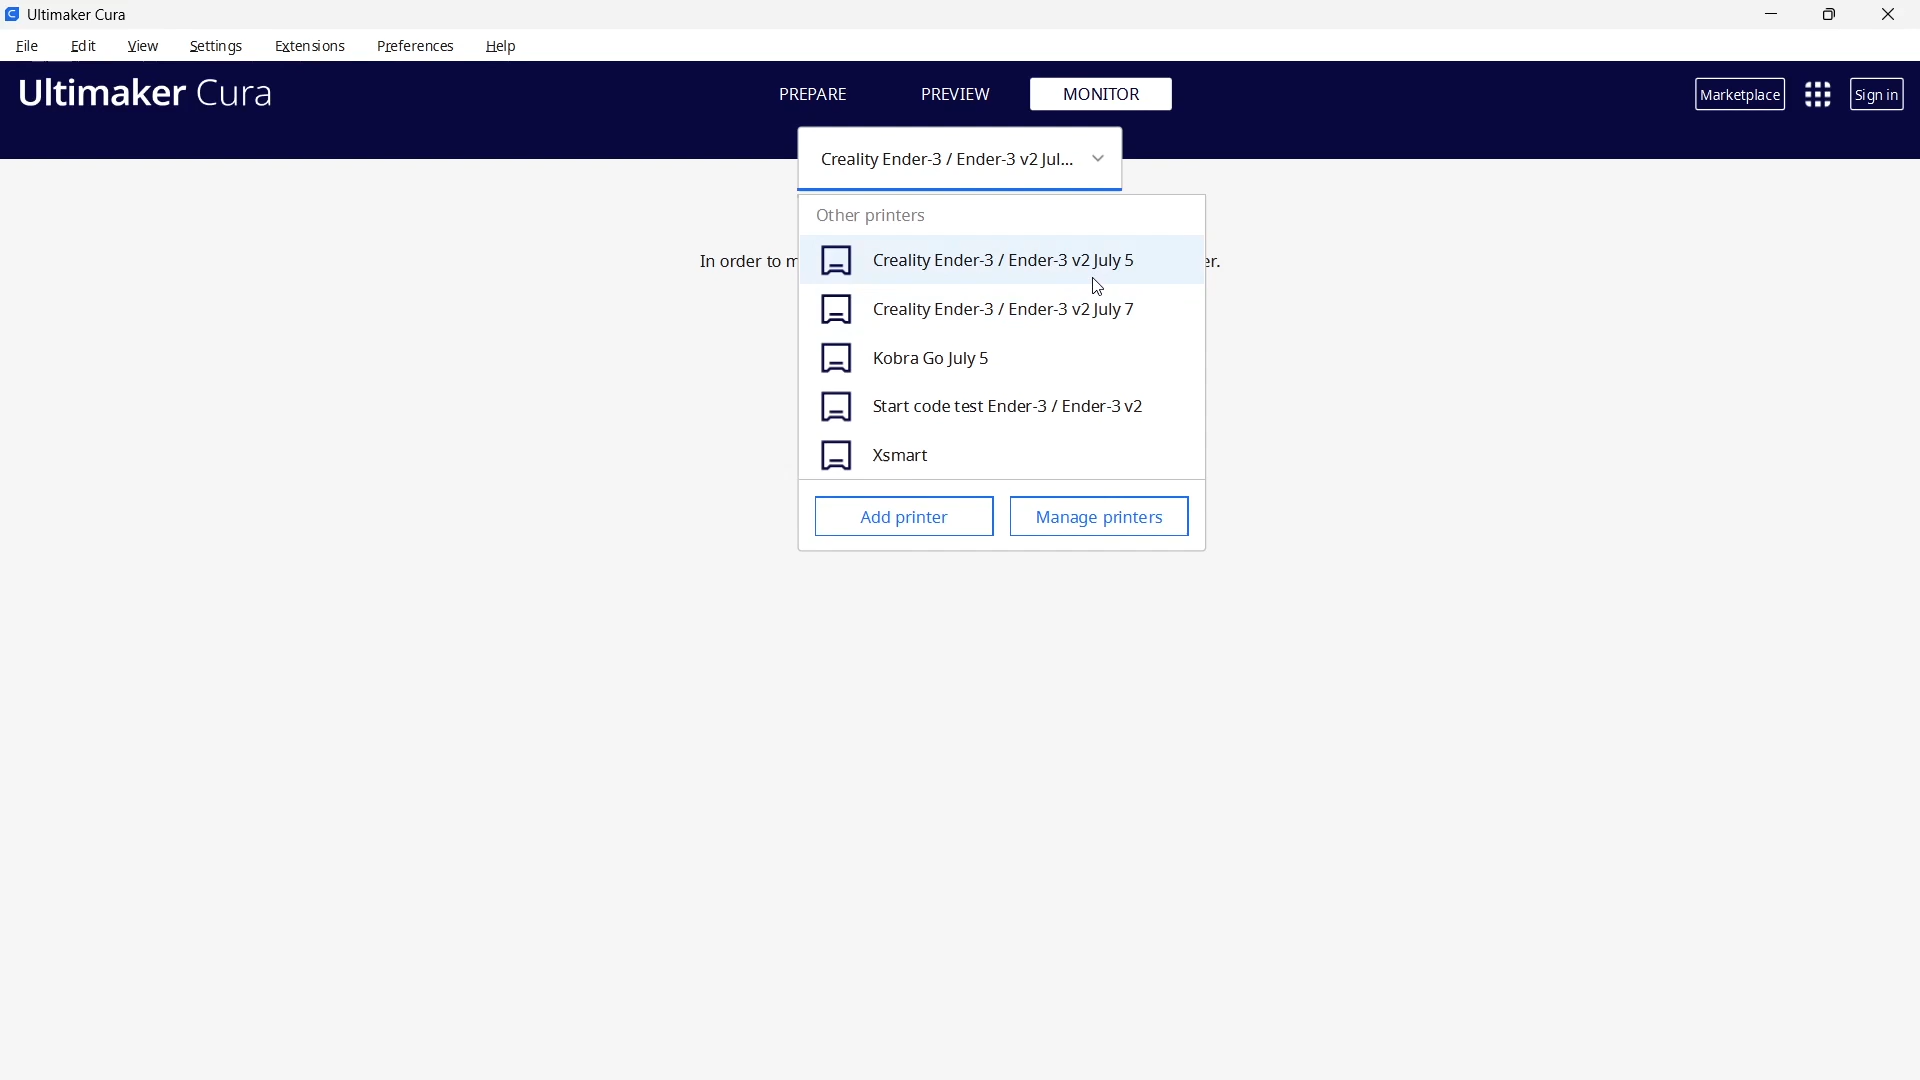 Ultimaker Cura
File Edit View Settings Extensions Preferences Help
Ultimaker Cura PREPARE PREVIEW MONITOR Marketplace Sign in
Creality Ender-3 / Ender-3 v2 Jul...
Other printers
In order to m
Creality Ender-3 / Ender-3 v2 July 5
er.
Creality Ender-3 / Ender-3 v2 July 7
Kobra Go July 5
Start code test Ender-3 / Ender-3 v2
Xsmart
Add printer Manage printers